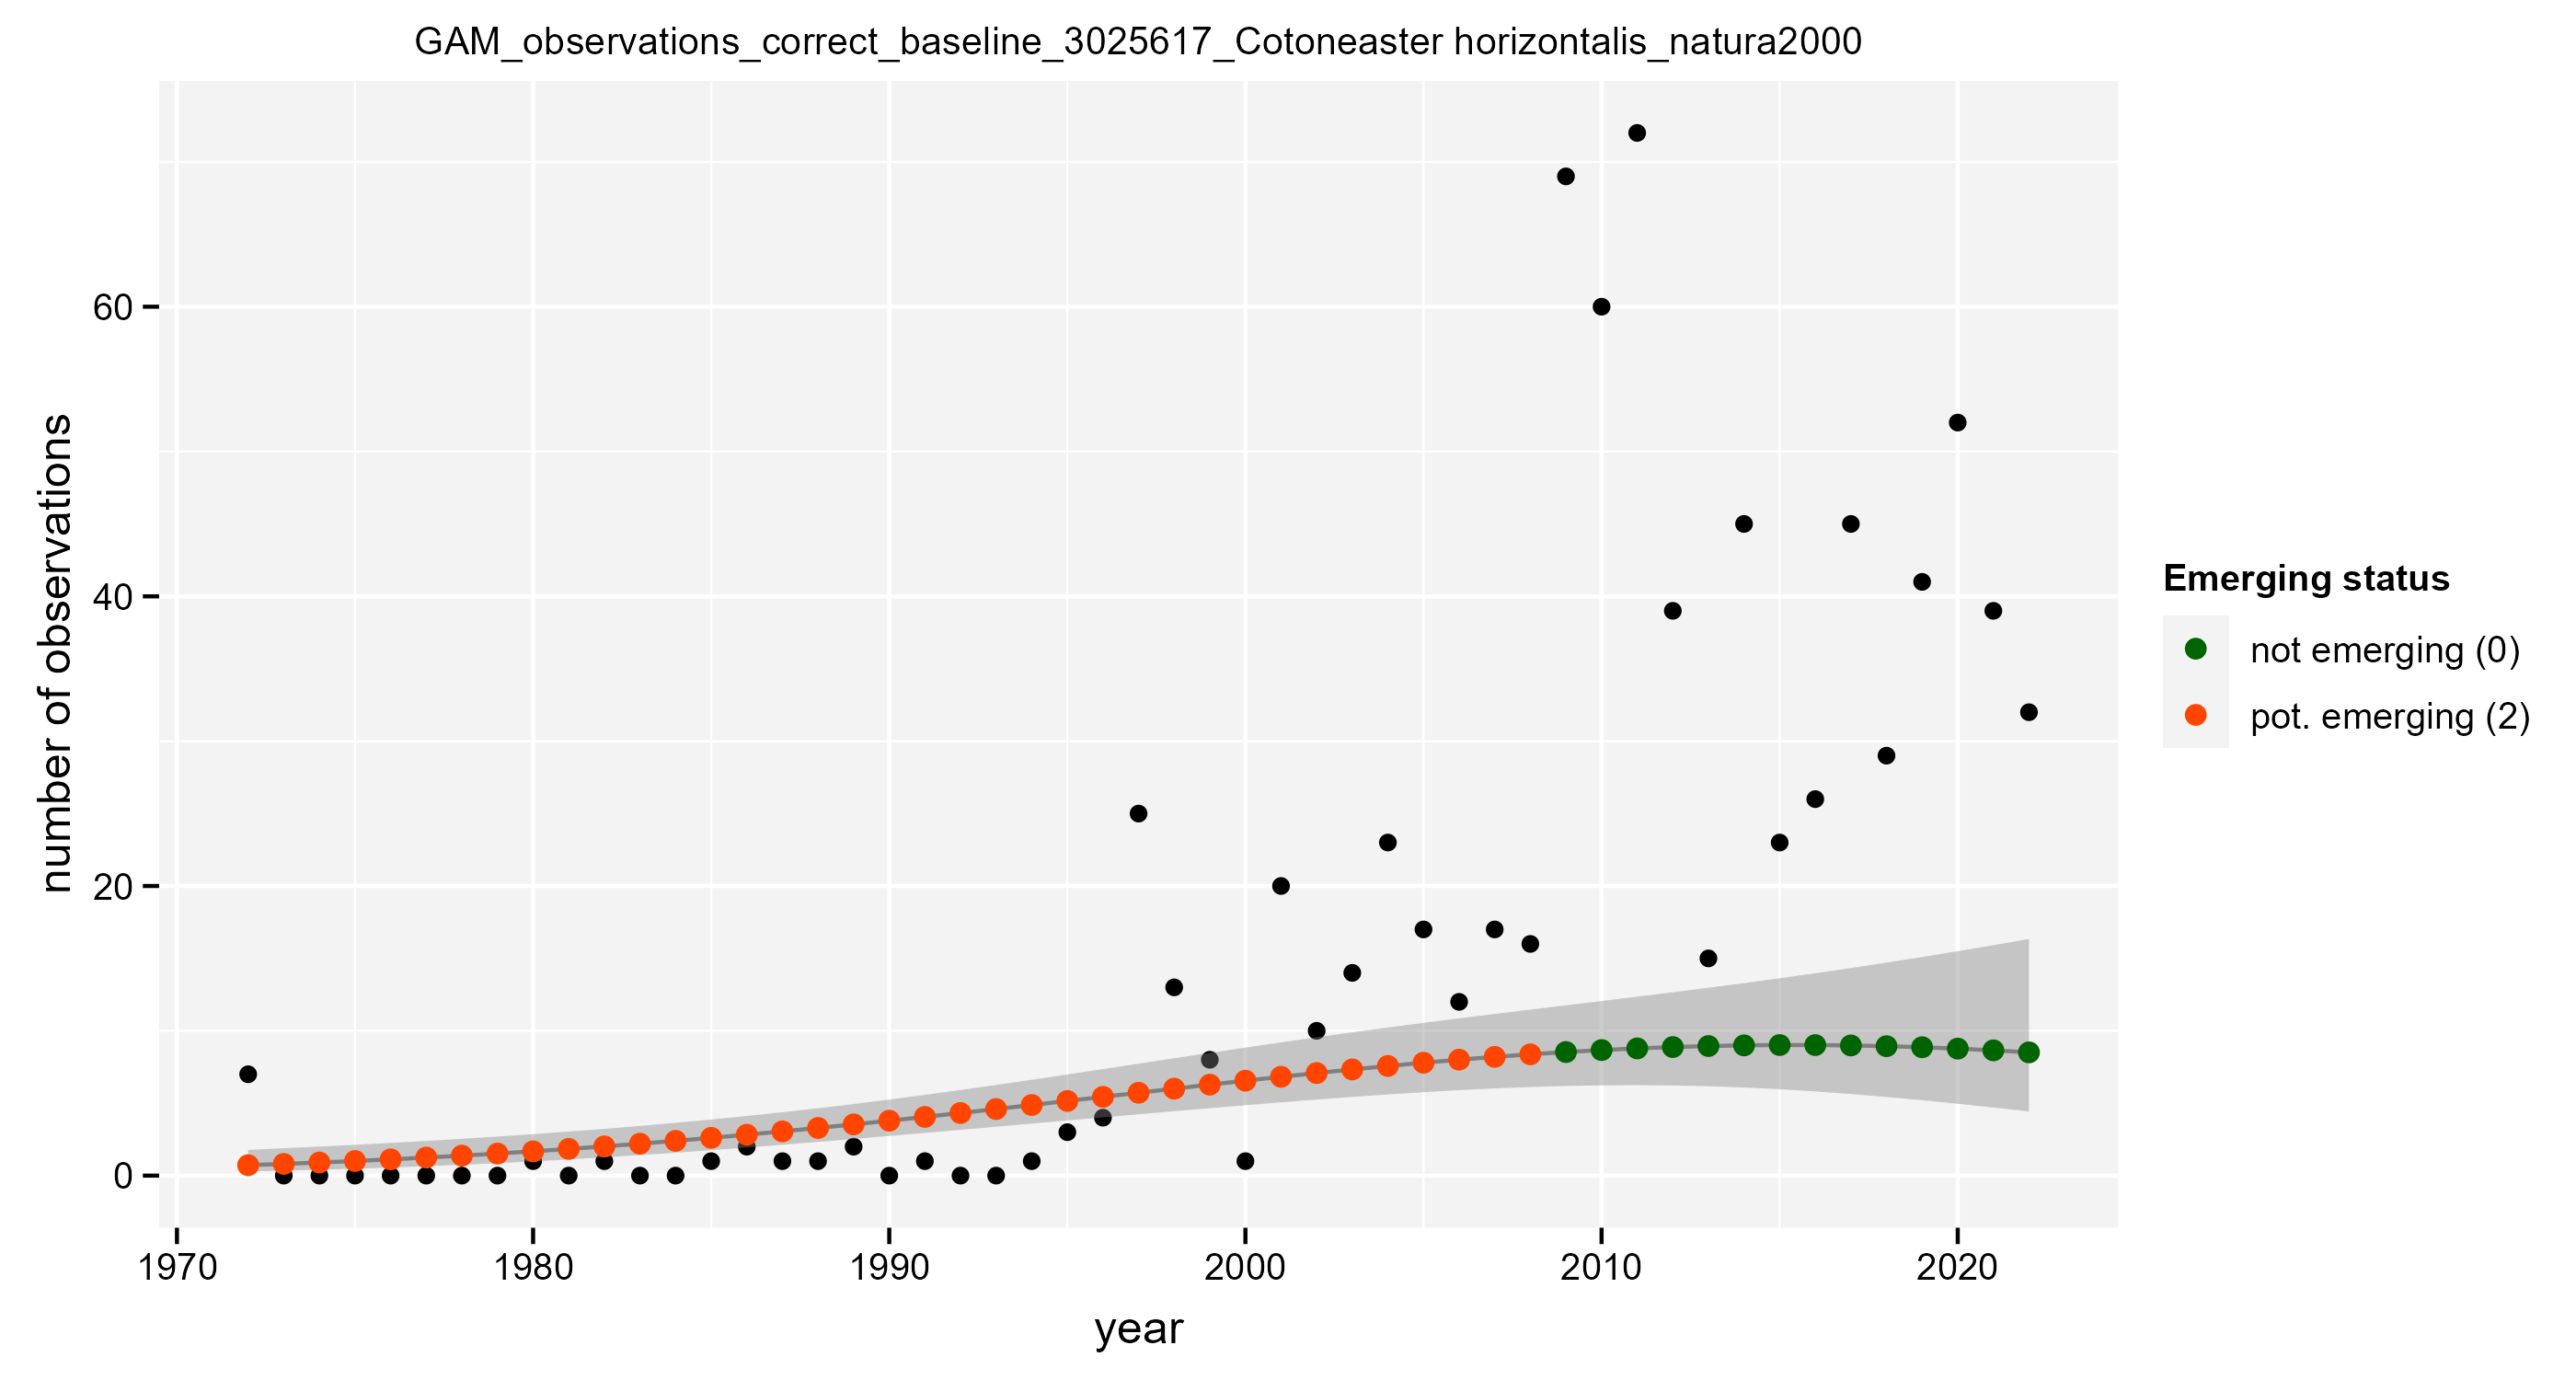 GAM_observations_correct_baseline_3025617_Cotoneaster horizontalis_natura2000
number of observations
60
40
20
0
1970 1980 1990 2000 2010 2020
year
Emerging status
not emerging (0)
pot. emerging (2)